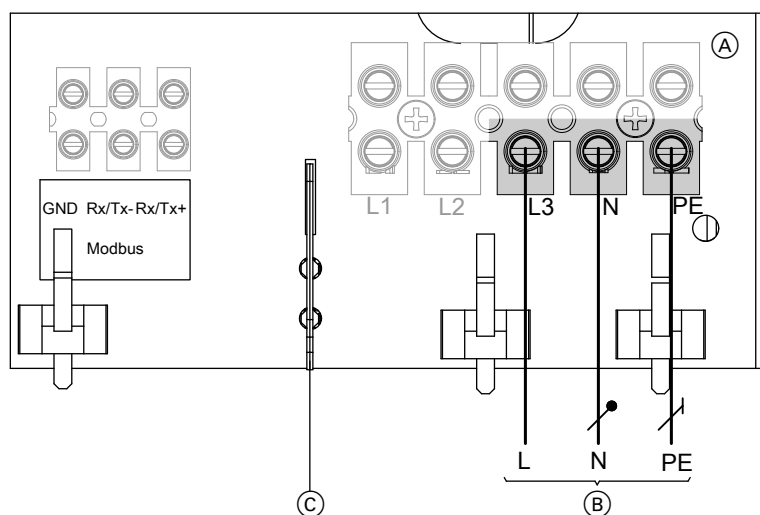 Ⓐ
L1 L2 L3 N PE
GND Rx/Tx- Rx/Tx+
Modbus
L N PE
Ⓒ Ⓑ